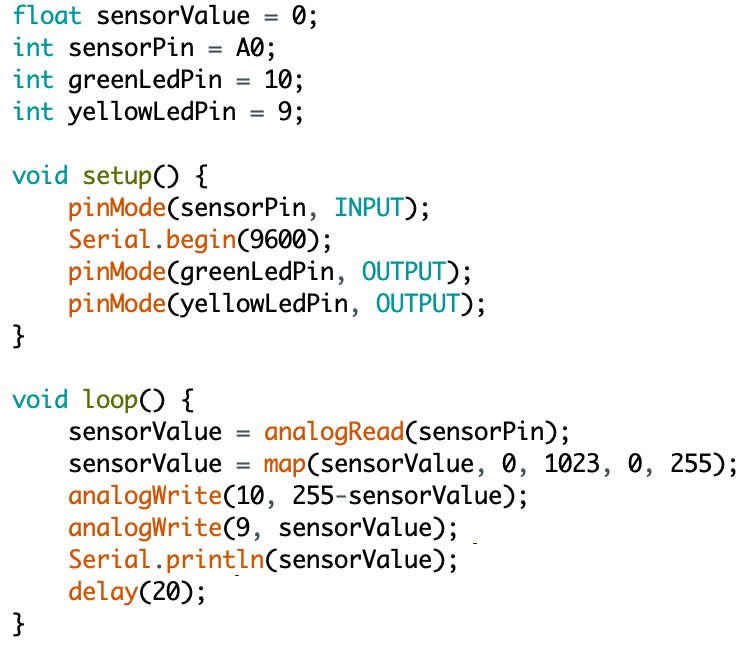 float sensorValue = 0;
int sensorPin = A0;
int greenLedPin = 10;
int yellowLedPin = 9;

void setup() {
    pinMode(sensorPin, INPUT);
    Serial.begin(9600);
    pinMode(greenLedPin, OUTPUT);
    pinMode(yellowLedPin, OUTPUT);
}

void loop() {
    sensorValue = analogRead(sensorPin);
    sensorValue = map(sensorValue, 0, 1023, 0, 255);
    analogWrite(10, 255-sensorValue);
    analogWrite(9, sensorValue);
    Serial.println(sensorValue);
    delay(20);
}